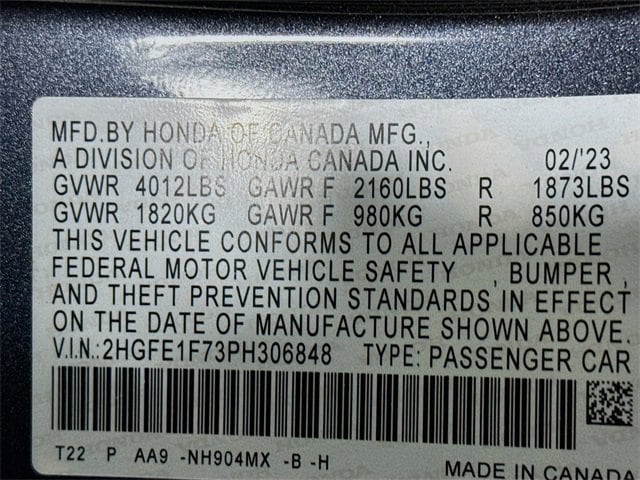 MFD.BY HONDA OF CANADA MFG.,
A DIVISION OF HONDA CANADA INC. 02/'23
GVWR 4012LBS GAWR F 2160LBS R 1873LBS
GVWR 1820KG GAWR F 980KG R 850KG
THIS VEHICLE CONFORMS TO ALL APPLICABLE
FEDERAL MOTOR VEHICLE SAFETY , BUMPER ,
AND THEFT PREVENTION STANDARDS IN EFFECT
ON THE DATE OF MANUFACTURE SHOWN ABOVE.
V.I.N.:2HGFE1F73PH306848 TYPE: PASSENGER CAR
T22 P AA9 -NH904MX -B -H MADE IN CANADA